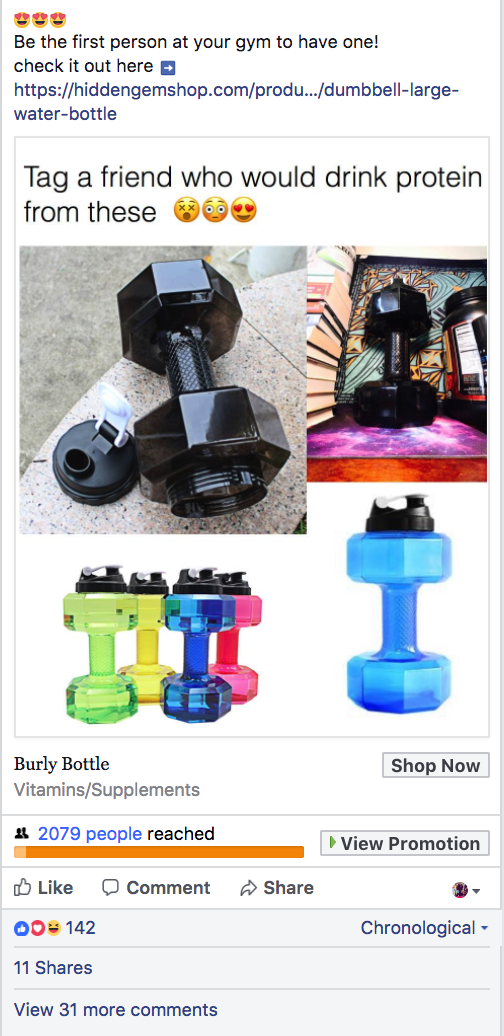 😍😍😍
Be the first person at your gym to have one!
check it out here ➡️
https://hiddengemshop.com/produ.../dumbbell-large-
water-bottle
Tag a friend who would drink protein
from these 😵😳😍
Burly Bottle
Shop Now
Vitamins/Supplements
2079 people reached
View Promotion
Like Comment Share
142
Chronological
11 Shares
View 31 more comments